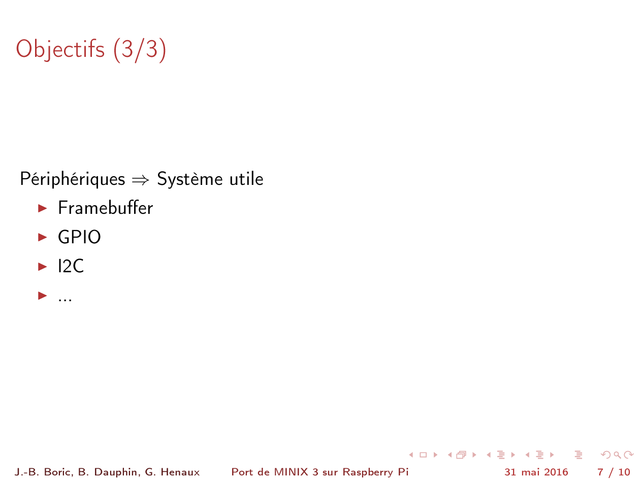 Objectifs (3/3)
Périphériques ⇒ Système utile
▶ Framebuffer
▶ GPIO
▶ I2C
▶ ...
J.-B. Boric, B. Dauphin, G. Henaux Port de MINIX 3 sur Raspberry Pi 31 mai 2016 7 / 10